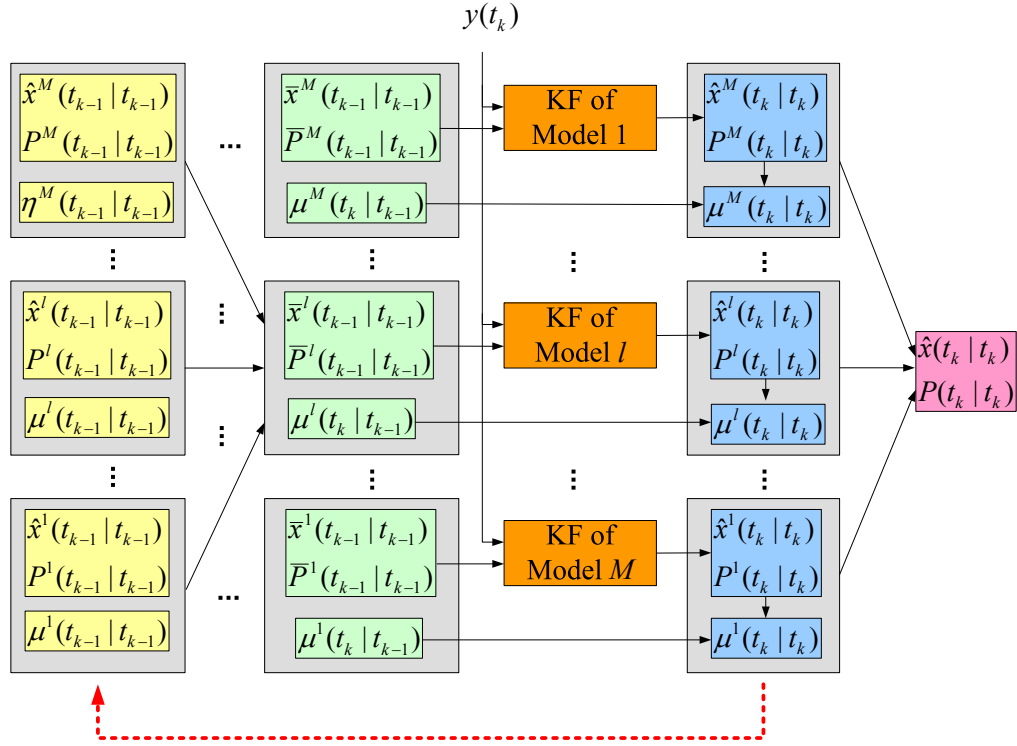 y(t_k)
x̂^M(t_{k-1} | t_{k-1})
P^M(t_{k-1} | t_{k-1})
η^M(t_{k-1} | t_{k-1})
...
x̄^M(t_{k-1} | t_{k-1})
P̄^M(t_{k-1} | t_{k-1})
μ^M(t_k | t_{k-1})
KF of
Model 1
x̂^M(t_k | t_k)
P^M(t_k | t_k)
μ^M(t_k | t_k)
x̂^l(t_{k-1} | t_{k-1})
P^l(t_{k-1} | t_{k-1})
μ^l(t_{k-1} | t_{k-1})
x̄^l(t_{k-1} | t_{k-1})
P̄^l(t_{k-1} | t_{k-1})
μ^l(t_k | t_{k-1})
KF of
Model l
x̂^l(t_k | t_k)
P^l(t_k | t_k)
μ^l(t_k | t_k)
x̂(t_k | t_k)
P(t_k | t_k)
x̂^1(t_{k-1} | t_{k-1})
P^1(t_{k-1} | t_{k-1})
μ^1(t_{k-1} | t_{k-1})
...
x̄^1(t_{k-1} | t_{k-1})
P̄^1(t_{k-1} | t_{k-1})
μ^1(t_k | t_{k-1})
KF of
Model M
x̂^1(t_k | t_k)
P^1(t_k | t_k)
μ^1(t_k | t_k)